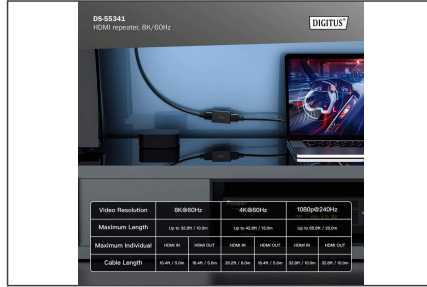 DS-55341
HDMI repeater, 8K/60Hz
DIGITUS®
Video Resolution 8K@60Hz 4K@60Hz 1080p@240Hz
Maximum Length Up to 32.8ft / 10.0m Up to 42.6ft / 13.0m Up to 65.6ft / 20.0m
Maximum Individual HDMI IN HDMI OUT HDMI IN HDMI OUT HDMI IN HDMI OUT
Cable Length 16.4ft / 5.0m 16.4ft / 5.0m 26.2ft / 8.0m 16.4ft / 5.0m 32.8ft / 10.0m 32.8ft / 10.0m